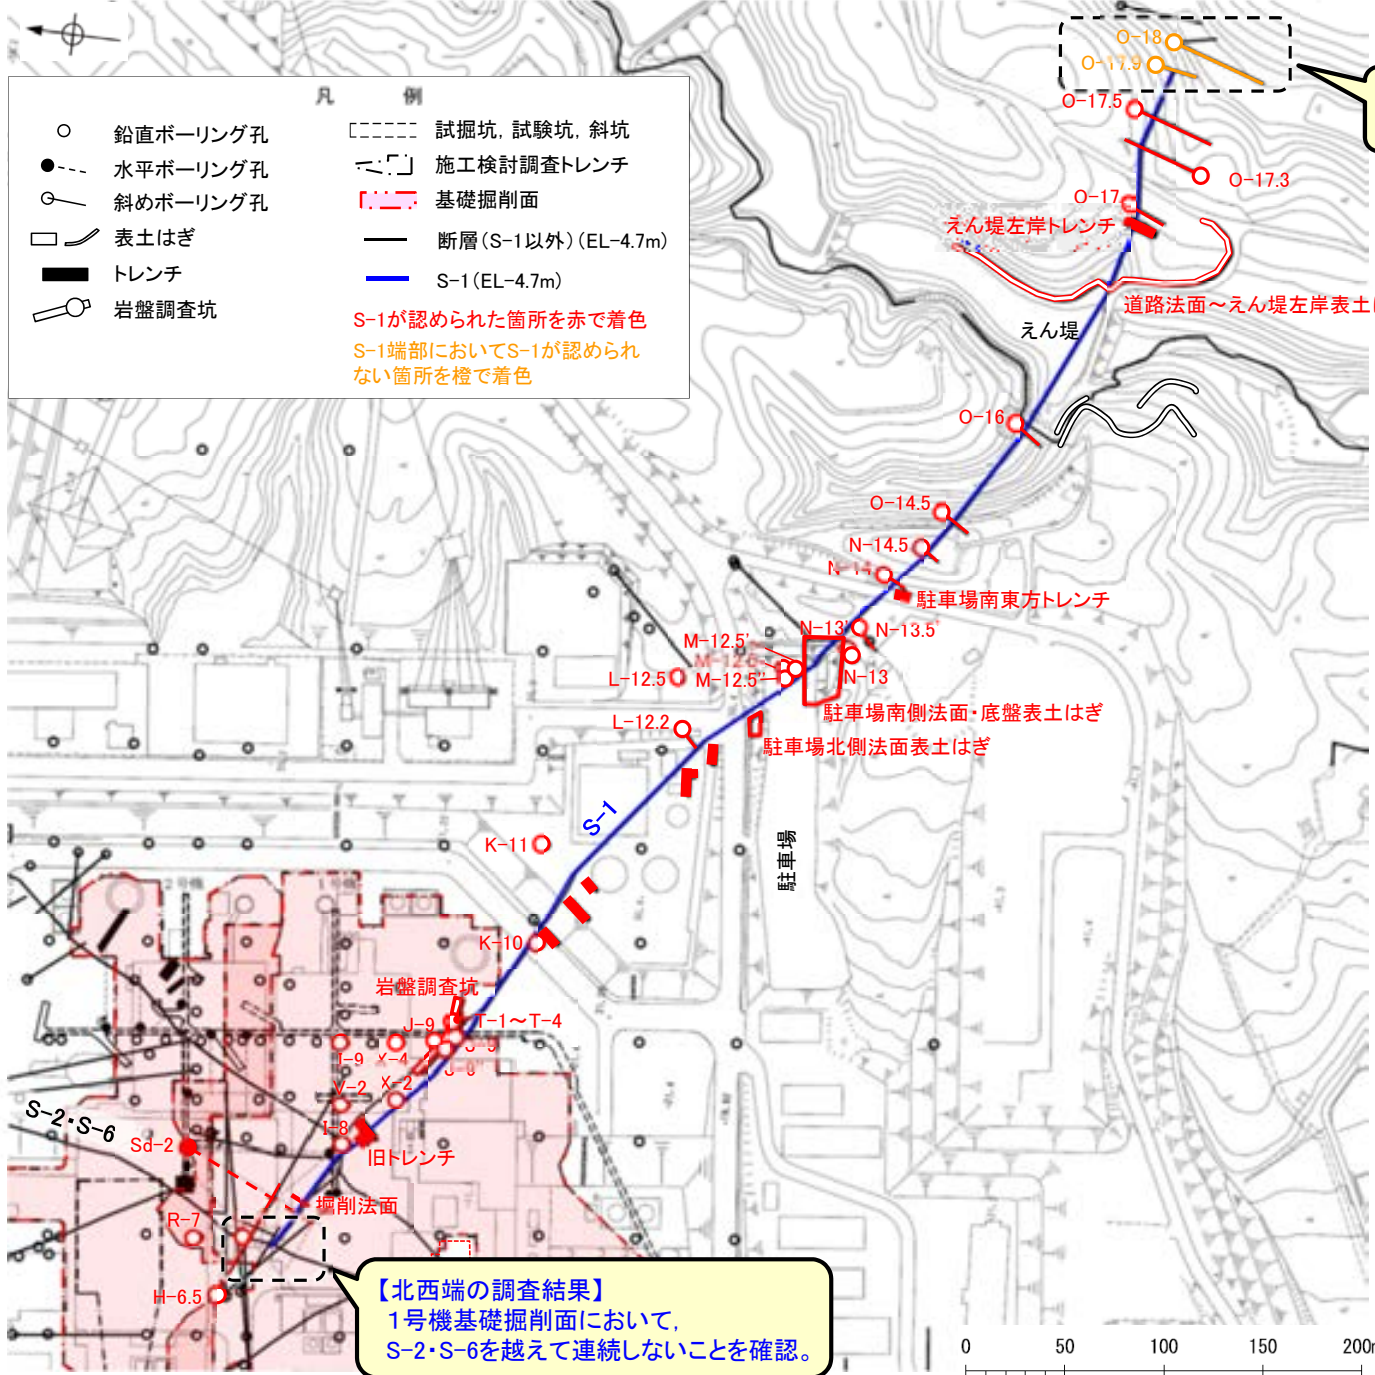 凡 例
鉛直ボーリング孔
水平ボーリング孔
斜めボーリング孔
表土はぎ
トレンチ
岩盤調査坑
試掘坑, 試験坑, 斜坑
施工検討調査トレンチ
基礎掘削面
断層(S-1以外)(EL-4.7m)
S-1(EL-4.7m)
S-1が認められた箇所を赤で着色
S-1端部においてS-1が認められ
ない箇所を橙で着色
O-18
O-17.9
O-17.5
O-17.3
O-17
えん堤左岸トレンチ
道路法面～えん堤左岸表土は
えん堤
O-16
O-14.5
N-14.5
N-14
駐車場南東方トレンチ
N-13'
N-13.5'
M-12.5'
M-12.5
M-12.5''
N-13
L-12.5
L-12.2
駐車場南側法面・底盤表土はぎ
駐車場北側法面表土はぎ
S-1
K-11
駐車場
2号機
1号機
K-10
岩盤調査坑
T-1～T-4
J-9
I-9
X-4
V-2
X-2
I-8
旧トレンチ
S-2・S-6
Sd-2
掘削法面
R-7
H-6.5
【北西端の調査結果】
1号機基礎掘削面において,
S-2・S-6を越えて連続しないことを確認。
0 50 100 150 200m